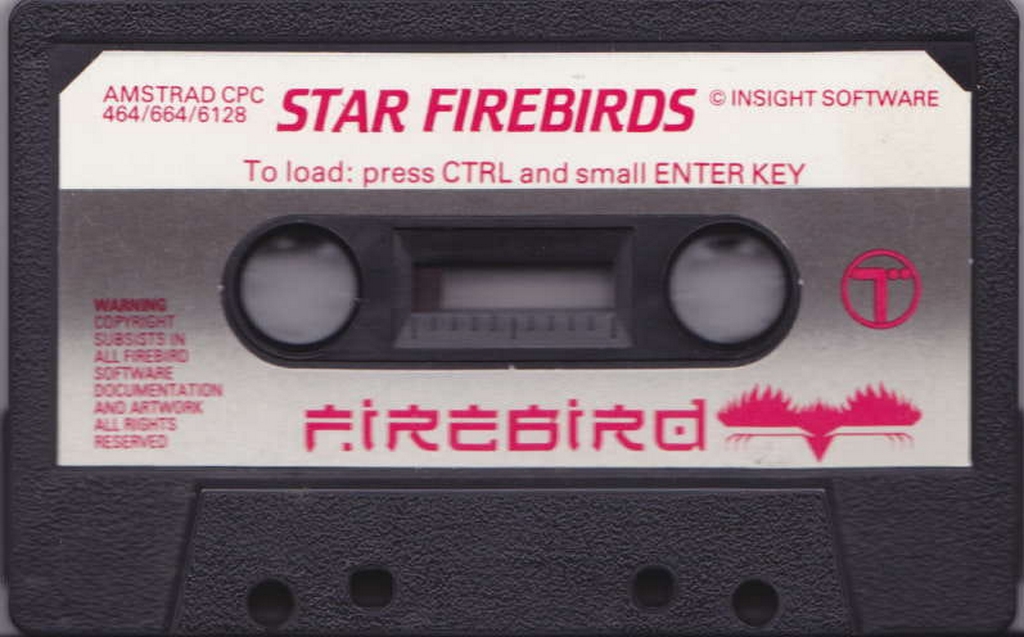 AMSTRAD CPC
464/664/6128
STAR FIREBIRDS
© INSIGHT SOFTWARE
To load: press CTRL and small ENTER KEY
WARNING
COPYRIGHT
SUBSISTS IN
ALL FIREBIRD
SOFTWARE
DOCUMENTATION
AND ARTWORK
ALL RIGHTS
RESERVED
T
FIREBIRD